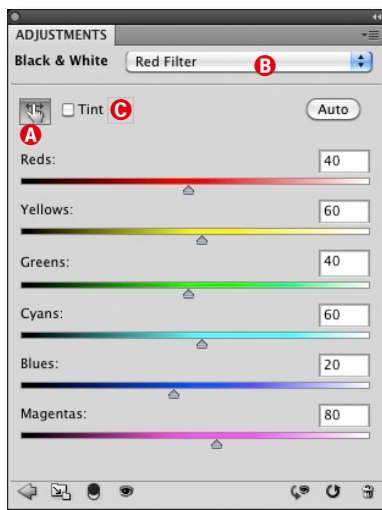 ADJUSTMENTS
Black & White Red Filter B
Tint C Auto
A
Reds: 40
Yellows: 60
Greens: 40
Cyans: 60
Blues: 20
Magentas: 80